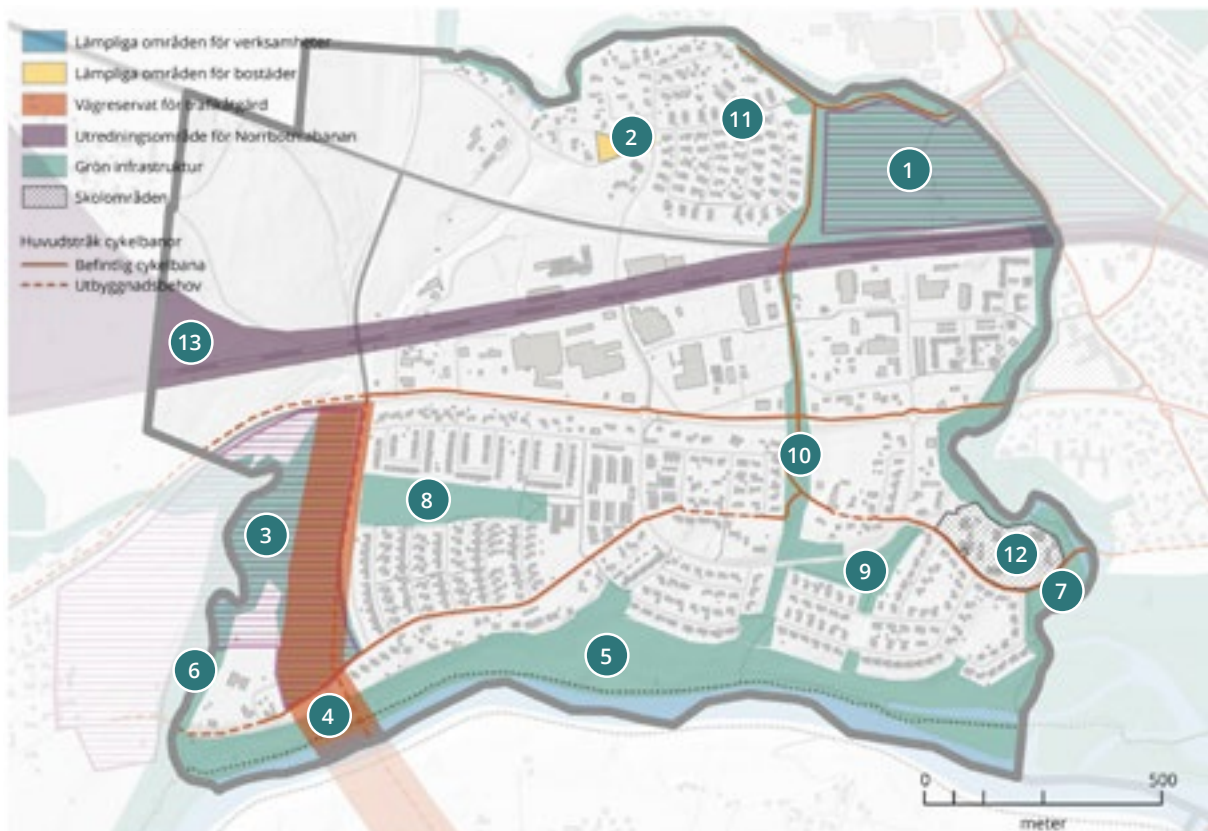 Lämpliga områden för verksamheter
Lämpliga områden för bostäder
Vägreservat för trafikåtgärd
Utredningsområde för Norrbotniabanan
Grön infrastruktur
Skolområden
Huvudstråk cykelbanor
Befintlig cykelbana
Utbyggnadsbehov
2
11
1
13
10
8
3
12
9
7
5
6
4
0
500
meter